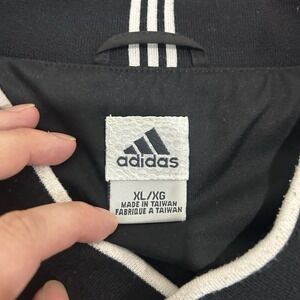 adidas
XL/XG
MADE IN TAIWAN
FABRIQUÉ A TAIWAN